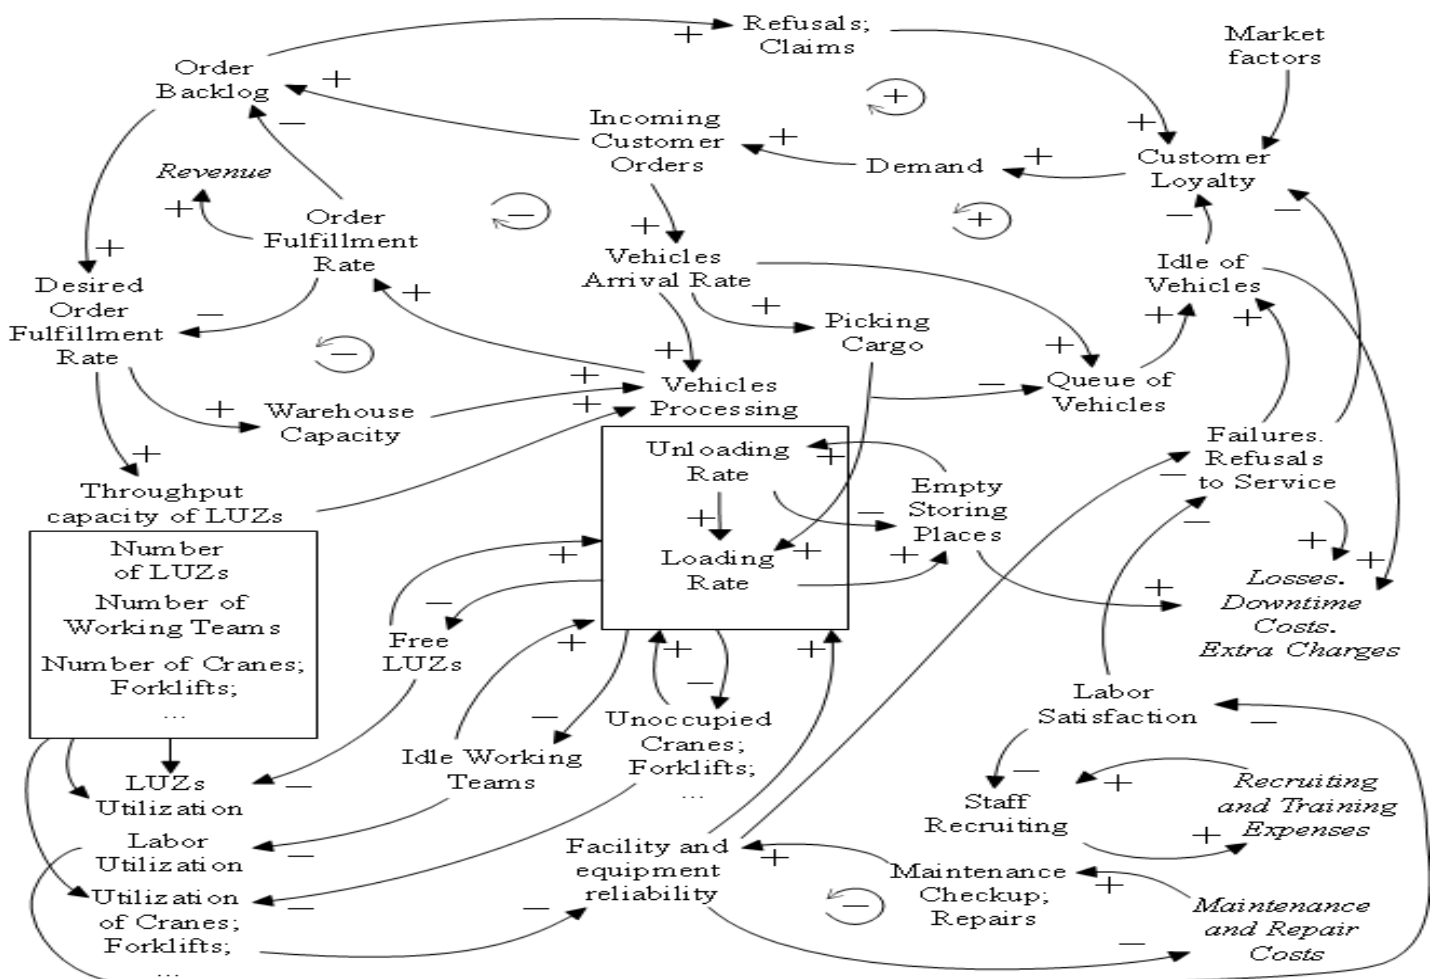 Refusals;
Claims
Market
factors
Order
Backlog
+
+
+
Incoming
Customer
Orders
+
+
Demand
+
Customer
Loyalty
−
Revenue
+
Order
Fulfillment
Rate
−
+
−
−
+
Vehicles
Arrival Rate
+
Idle of
Vehicles
+
Desired
Order
Fulfillment
Rate
−
+
+
Picking
Cargo
+
+
−
+
+
Vehicles
Processing
+
−
Queue of
Vehicles
+
Warehouse
Capacity
+
+
Throughput
capacity of LUZs
Unloading
Rate
+
+
Loading
Rate
+
−
Empty
Storing
Places
+
Failures.
Refusals
to Service
−
−
Number
of LUZs
Number of
Working Teams
Number of Cranes;
Forklifts;
...
+
−
Free
LUZs
+
+
−
+
+
+
+
Losses.
Downtime
Costs.
Extra Charges
−
Idle Working
Teams
Unoccupied
Cranes;
Forklifts;
...
Labor
Satisfaction
−
LUZs
Utilization
−
−
Staff
Recruiting
+
Recruiting
and Training
Expenses
+
Labor
Utilization
−
Facility and
equipment
reliability
+
Maintenance
Checkup;
Repairs
+
Utilization
of Cranes;
Forklifts;
...
−
−
−
Maintenance
and Repair
Costs
−